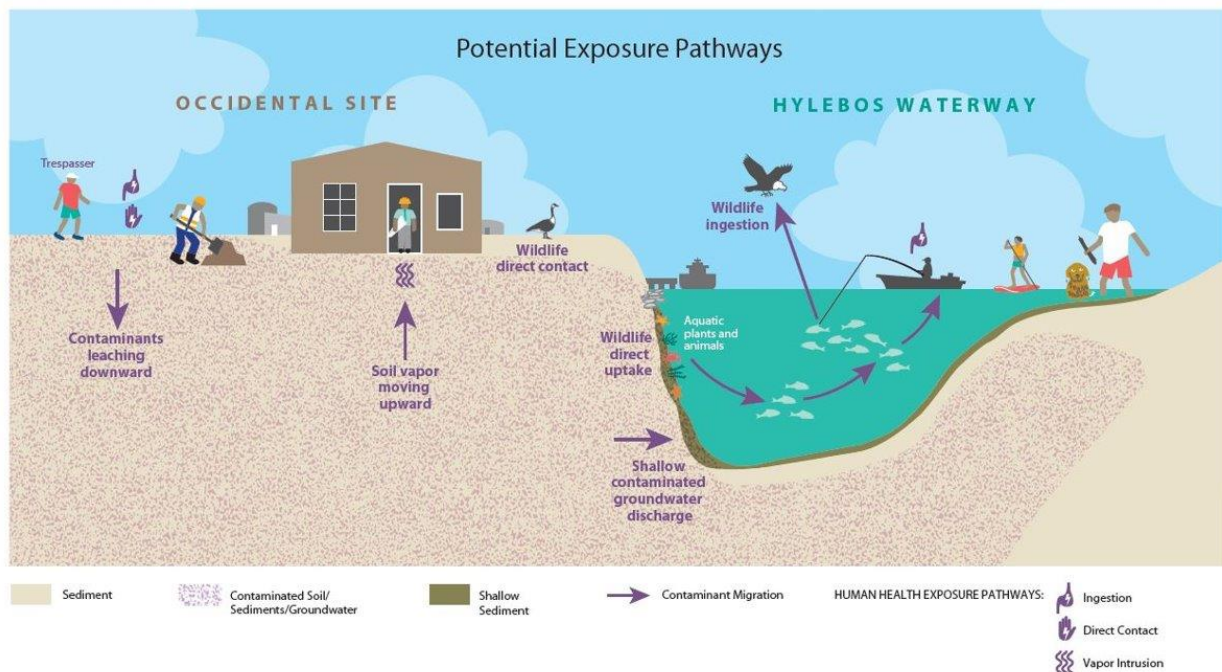 Potential Exposure Pathways
OCCIDENTAL SITE
HYLEBOS WATERWAY
Trespasser
Wildlife
direct contact
Wildlife
ingestion
Contaminants
leaching
downward
Soil vapor
moving
upward
Wildlife
direct
uptake
Aquatic
plants and
animals
Shallow
contaminated
groundwater
discharge
Sediment
Contaminated Soil/
Sediments/Groundwater
Shallow
Sediment
Contaminant Migration
HUMAN HEALTH EXPOSURE PATHWAYS:
Ingestion
Direct Contact
Vapor Intrusion